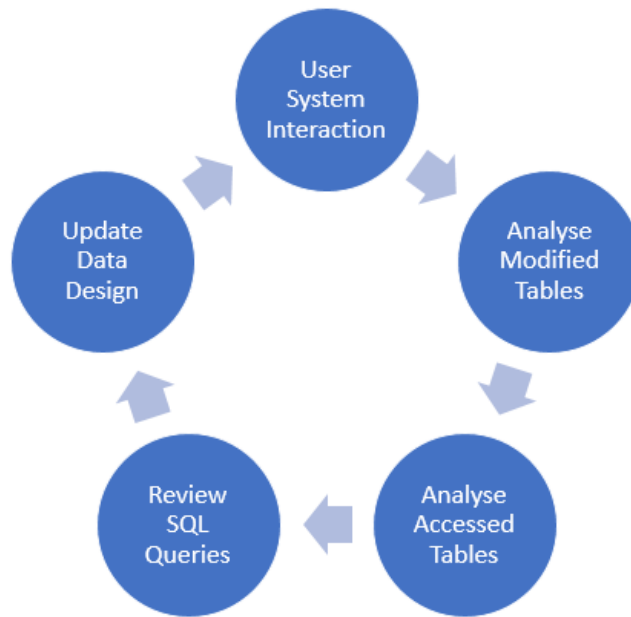 User
System
Interaction
Analyse
Modified
Tables
Analyse
Accessed
Tables
Review
SQL
Queries
Update
Data
Design